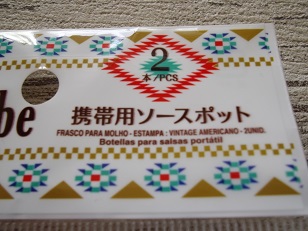 2
本/PCS.
be
携帯用ソースポット
FRASCO PARA MOLHO - ESTAMPA : VINTAGE AMERICANO - 2UNID.
Botellas para salsas portátil